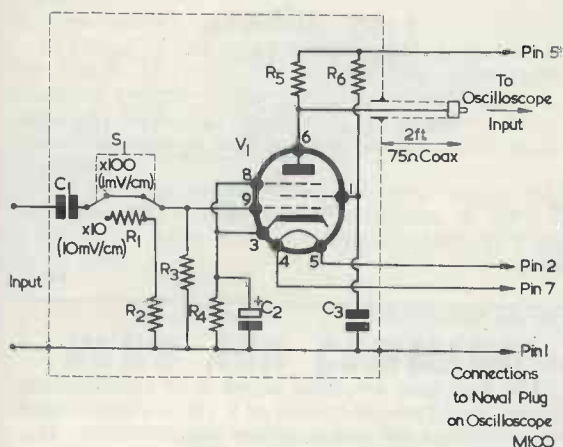 R5
R6
Pin 5
To
Oscilloscope
Input
2ft
75Ω Coax
S1
V1
6
x100
(1mV/cm)
8
9
1
C1
x10
(10mV/cm)
R1
3
4
5
Input
R3
Pin 2
Pin 7
R2
R4
+
C2
C3
Pin 1
Connections
to Noval Plug
on Oscilloscope
M100